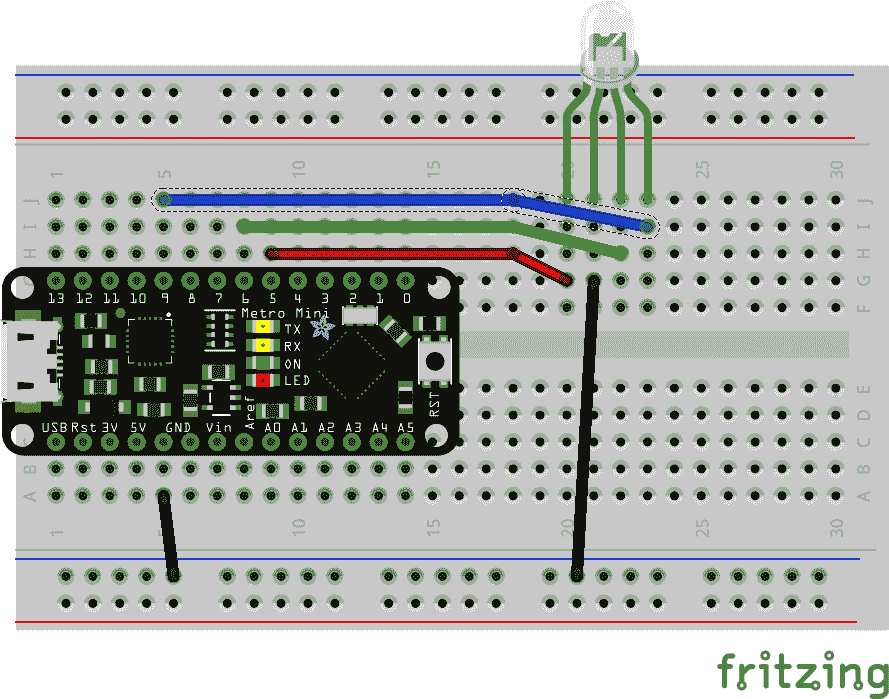 1 5 10 15 20 25 30
J J
I I
H H
G G
F F
13 12 11 10 9 8 7 6 5 4 3 2 1 0
Metro Mini
TX
RX
ON
LED
RST
Aref
USB Rst 3V 5V GND Vin A0 A1 A2 A3 A4 A5
E
D
C
B B
A A
1 10 15 20 25 30
fritzing